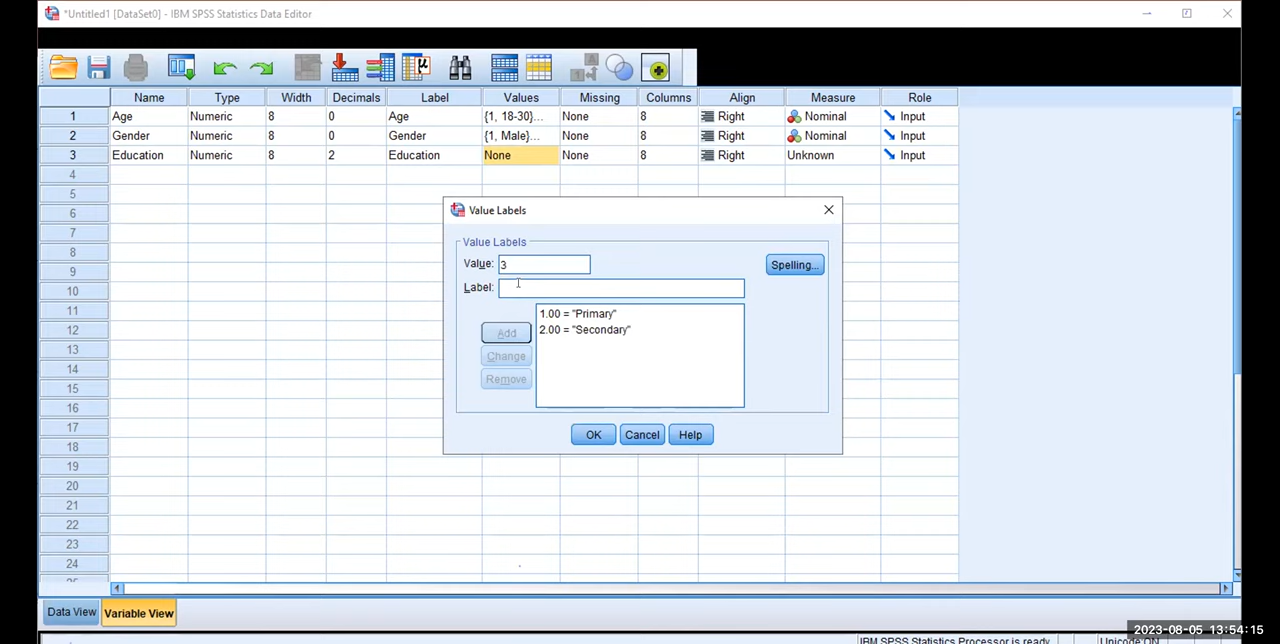 *Untitled1 [DataSet0] - IBM SPSS Statistics Data Editor
Name Type Width Decimals Label Values Missing Columns Align Measure Role
1 Age Numeric 8 0 Age {1, 18-30}... None 8 Right Nominal Input
2 Gender Numeric 8 0 Gender {1, Male}... None 8 Right Nominal Input
3 Education Numeric 8 2 Education None None 8 Right Unknown Input
4
5
6
7
8
9
10
11
12
13
14
15
16
17
18
19
20
21
22
23
24
Value Labels
Value Labels
Value: 3
Spelling...
Label:
1.00 = "Primary"
2.00 = "Secondary"
Add
Change
Remove
OK Cancel Help
Data View Variable View
IBM SPSS Statistics Processor is ready
Unicode:ON
2023-08-05 13:54:15